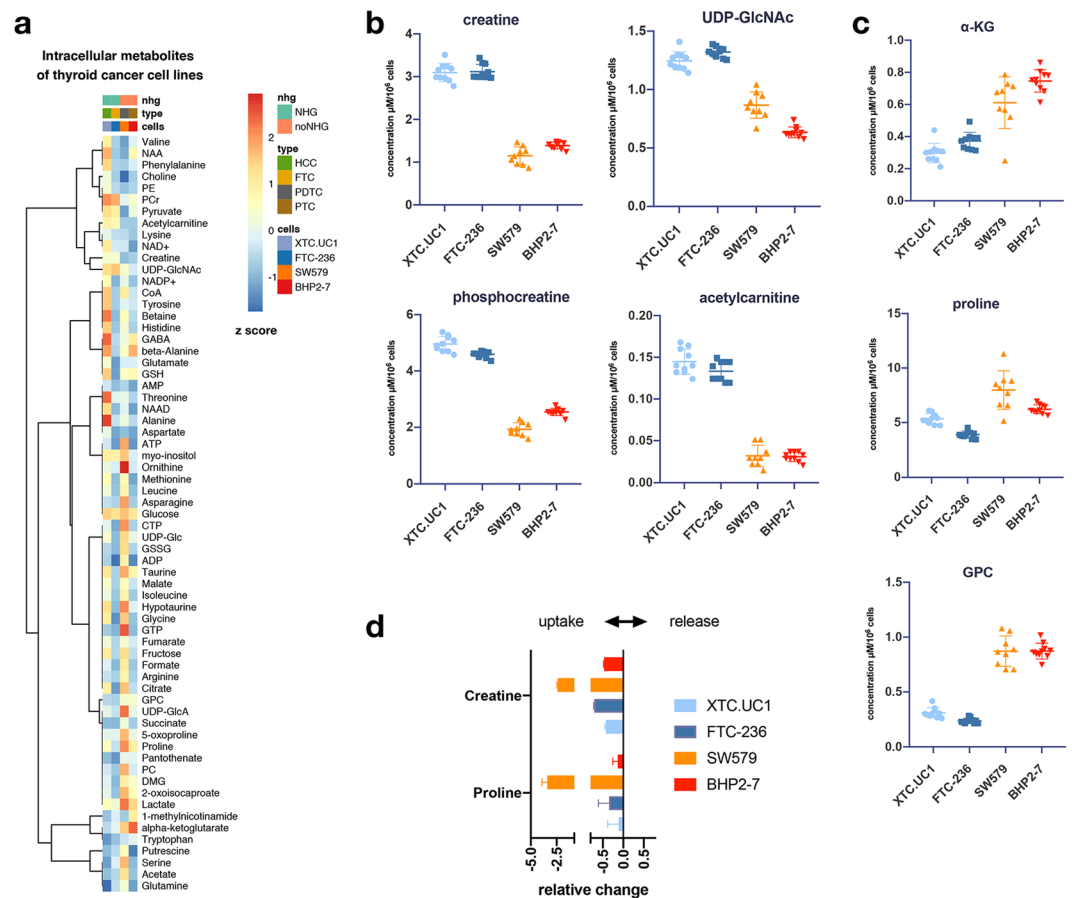 a
Intracellular metabolites
of thyroid cancer cell lines
nhg
type
cells
Valine
NAA
Phenylalanine
Choline
PE
PCr
Pyruvate
Acetylcarnitine
Lysine
NAD+
Creatine
UDP-GlcNAc
NADP+
CoA
Tyrosine
Betaine
Histidine
GABA
beta-Alanine
Glutamate
GSH
AMP
Threonine
NAAD
Alanine
Aspartate
ATP
myo-inositol
Ornithine
Methionine
Leucine
Asparagine
Glucose
CTP
UDP-Glc
GSSG
ADP
Taurine
Malate
Isoleucine
Hypotaurine
Glycine
GTP
Fumarate
Fructose
Formate
Arginine
Citrate
GPC
UDP-GlcA
Succinate
5-oxoproline
Proline
Pantothenate
PC
DMG
2-oxoisocaproate
Lactate
1-methylnicotinamide
alpha-ketoglutarate
Tryptophan
Putrescine
Serine
Acetate
Glutamine
2
1
0
-1
z score
nhg
NHG
noNHG
type
HCC
FTC
PDTC
PTC
cells
XTC.UC1
FTC-236
SW579
BHP2-7
b
creatine
concentration µM/10⁶ cells
4
3
2
1
0
XTC.UC1
FTC-236
SW579
BHP2-7
UDP-GlcNAc
concentration µM/10⁶ cells
1.5
1.0
0.5
0.0
XTC.UC1
FTC-236
SW579
BHP2-7
phosphocreatine
concentration µM/10⁶ cells
6
4
2
0
XTC.UC1
FTC-236
SW579
BHP2-7
acetylcarnitine
concentration µM/10⁶ cells
0.20
0.15
0.10
0.05
0.00
XTC.UC1
FTC-236
SW579
BHP2-7
c
α-KG
concentration µM/10⁶ cells
1.0
0.8
0.6
0.4
0.2
0.0
XTC.UC1
FTC-236
SW579
BHP2-7
proline
concentration µM/10⁶ cells
15
10
5
0
XTC.UC1
FTC-236
SW579
BHP2-7
GPC
concentration µM/10⁶ cells
1.5
1.0
0.5
0.0
XTC.UC1
FTC-236
SW579
BHP2-7
d
uptake
release
Creatine
Proline
-5.0
-2.5
-0.5
0.0
0.5
relative change
XTC.UC1
FTC-236
SW579
BHP2-7